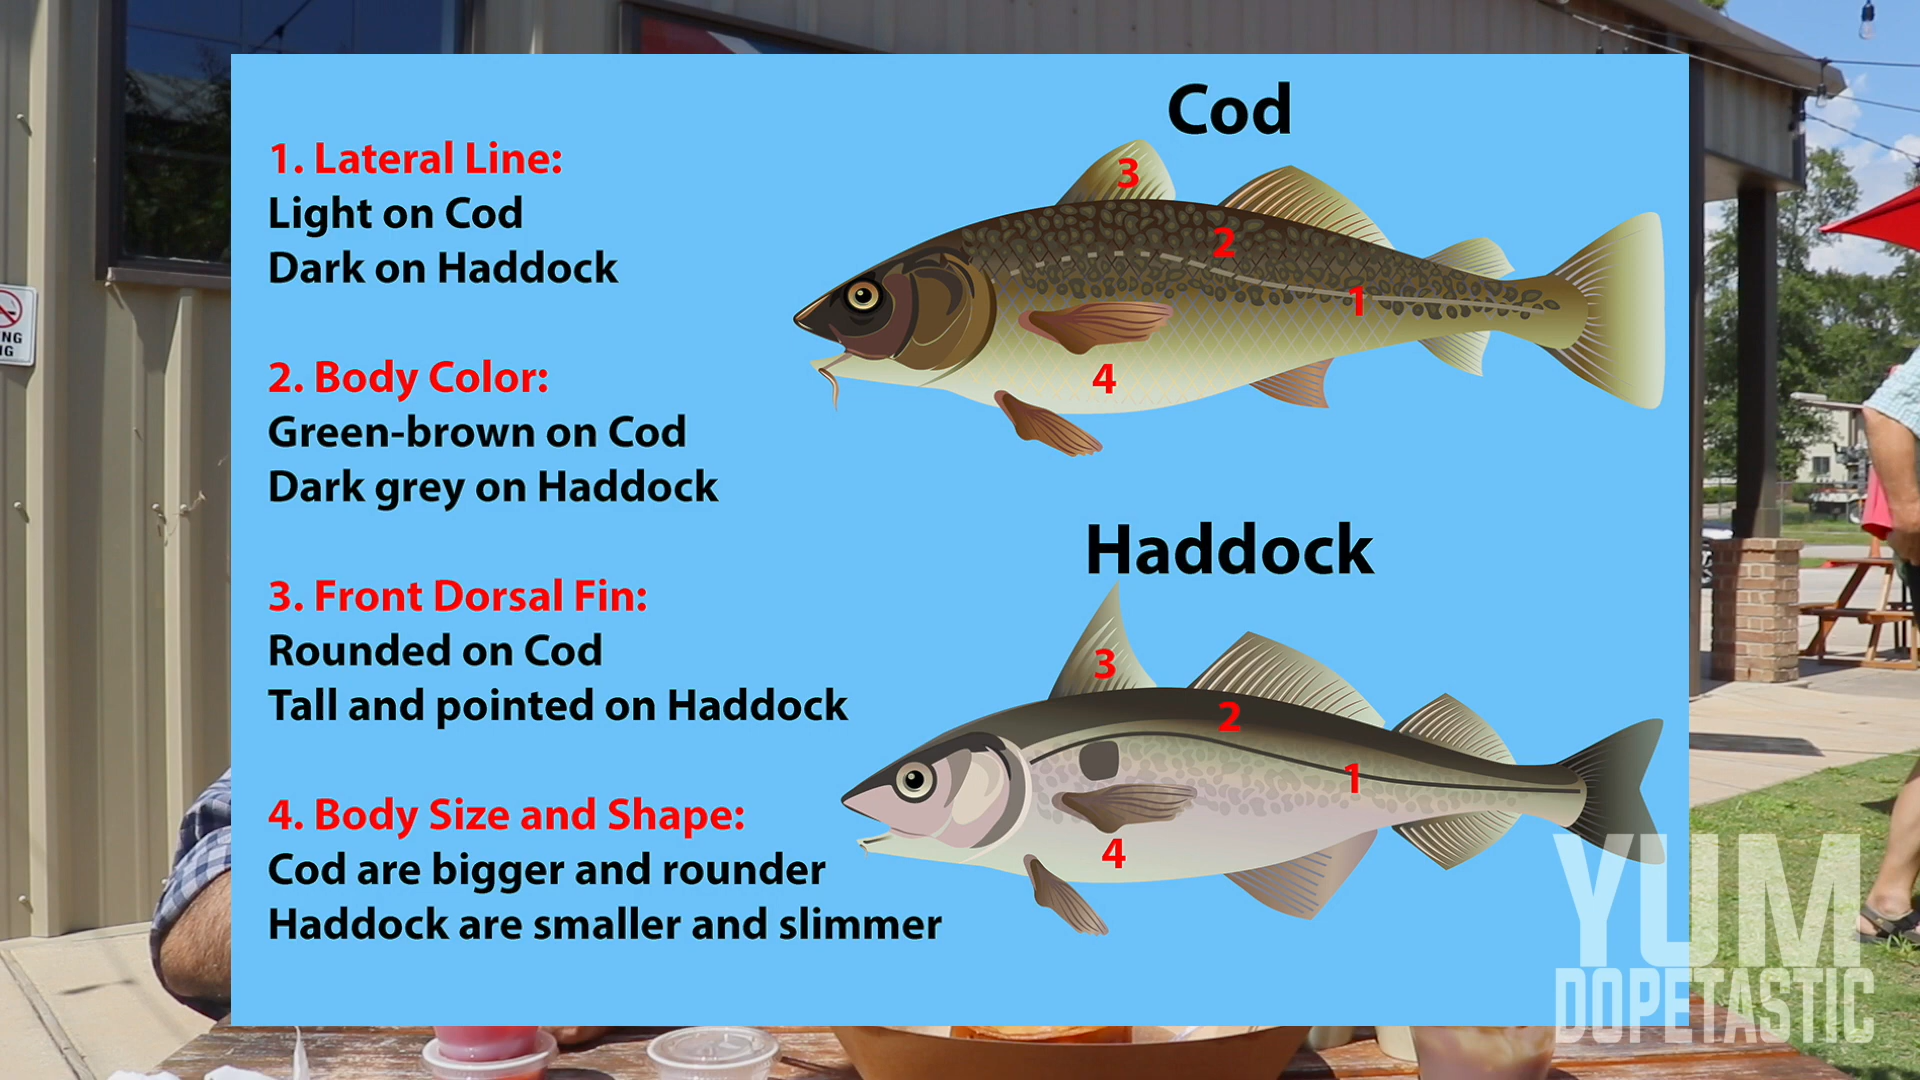 Cod
1. Lateral Line:
Light on Cod
Dark on Haddock
2. Body Color:
Green-brown on Cod
Dark grey on Haddock
3. Front Dorsal Fin:
Rounded on Cod
Tall and pointed on Haddock
4. Body Size and Shape:
Cod are bigger and rounder
Haddock are smaller and slimmer
3
2
1
4
Haddock
3
2
1
4
YUM
DOPETASTIC